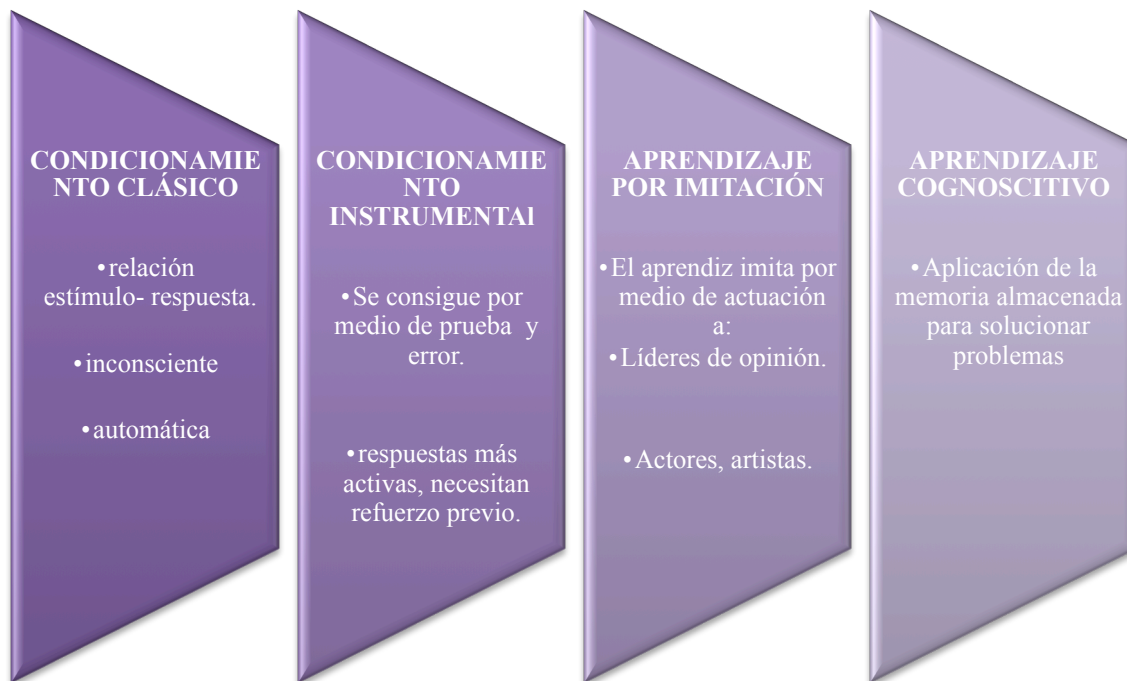 CONDICIONAMIE
NTO CLÁSICO
•relación
estímulo- respuesta.
•inconsciente
•automática
CONDICIONAMIE
NTO
INSTRUMENTAl
•Se consigue por
medio de prueba y
error.
•respuestas más
activas, necesitan
refuerzo previo.
APRENDIZAJE
POR IMITACIÓN
•El aprendiz imita por
medio de actuación
a:
•Líderes de opinión.
•Actores, artistas.
APRENDIZAJE
COGNOSCITIVO
•Aplicación de la
memoria almacenada
para solucionar
problemas